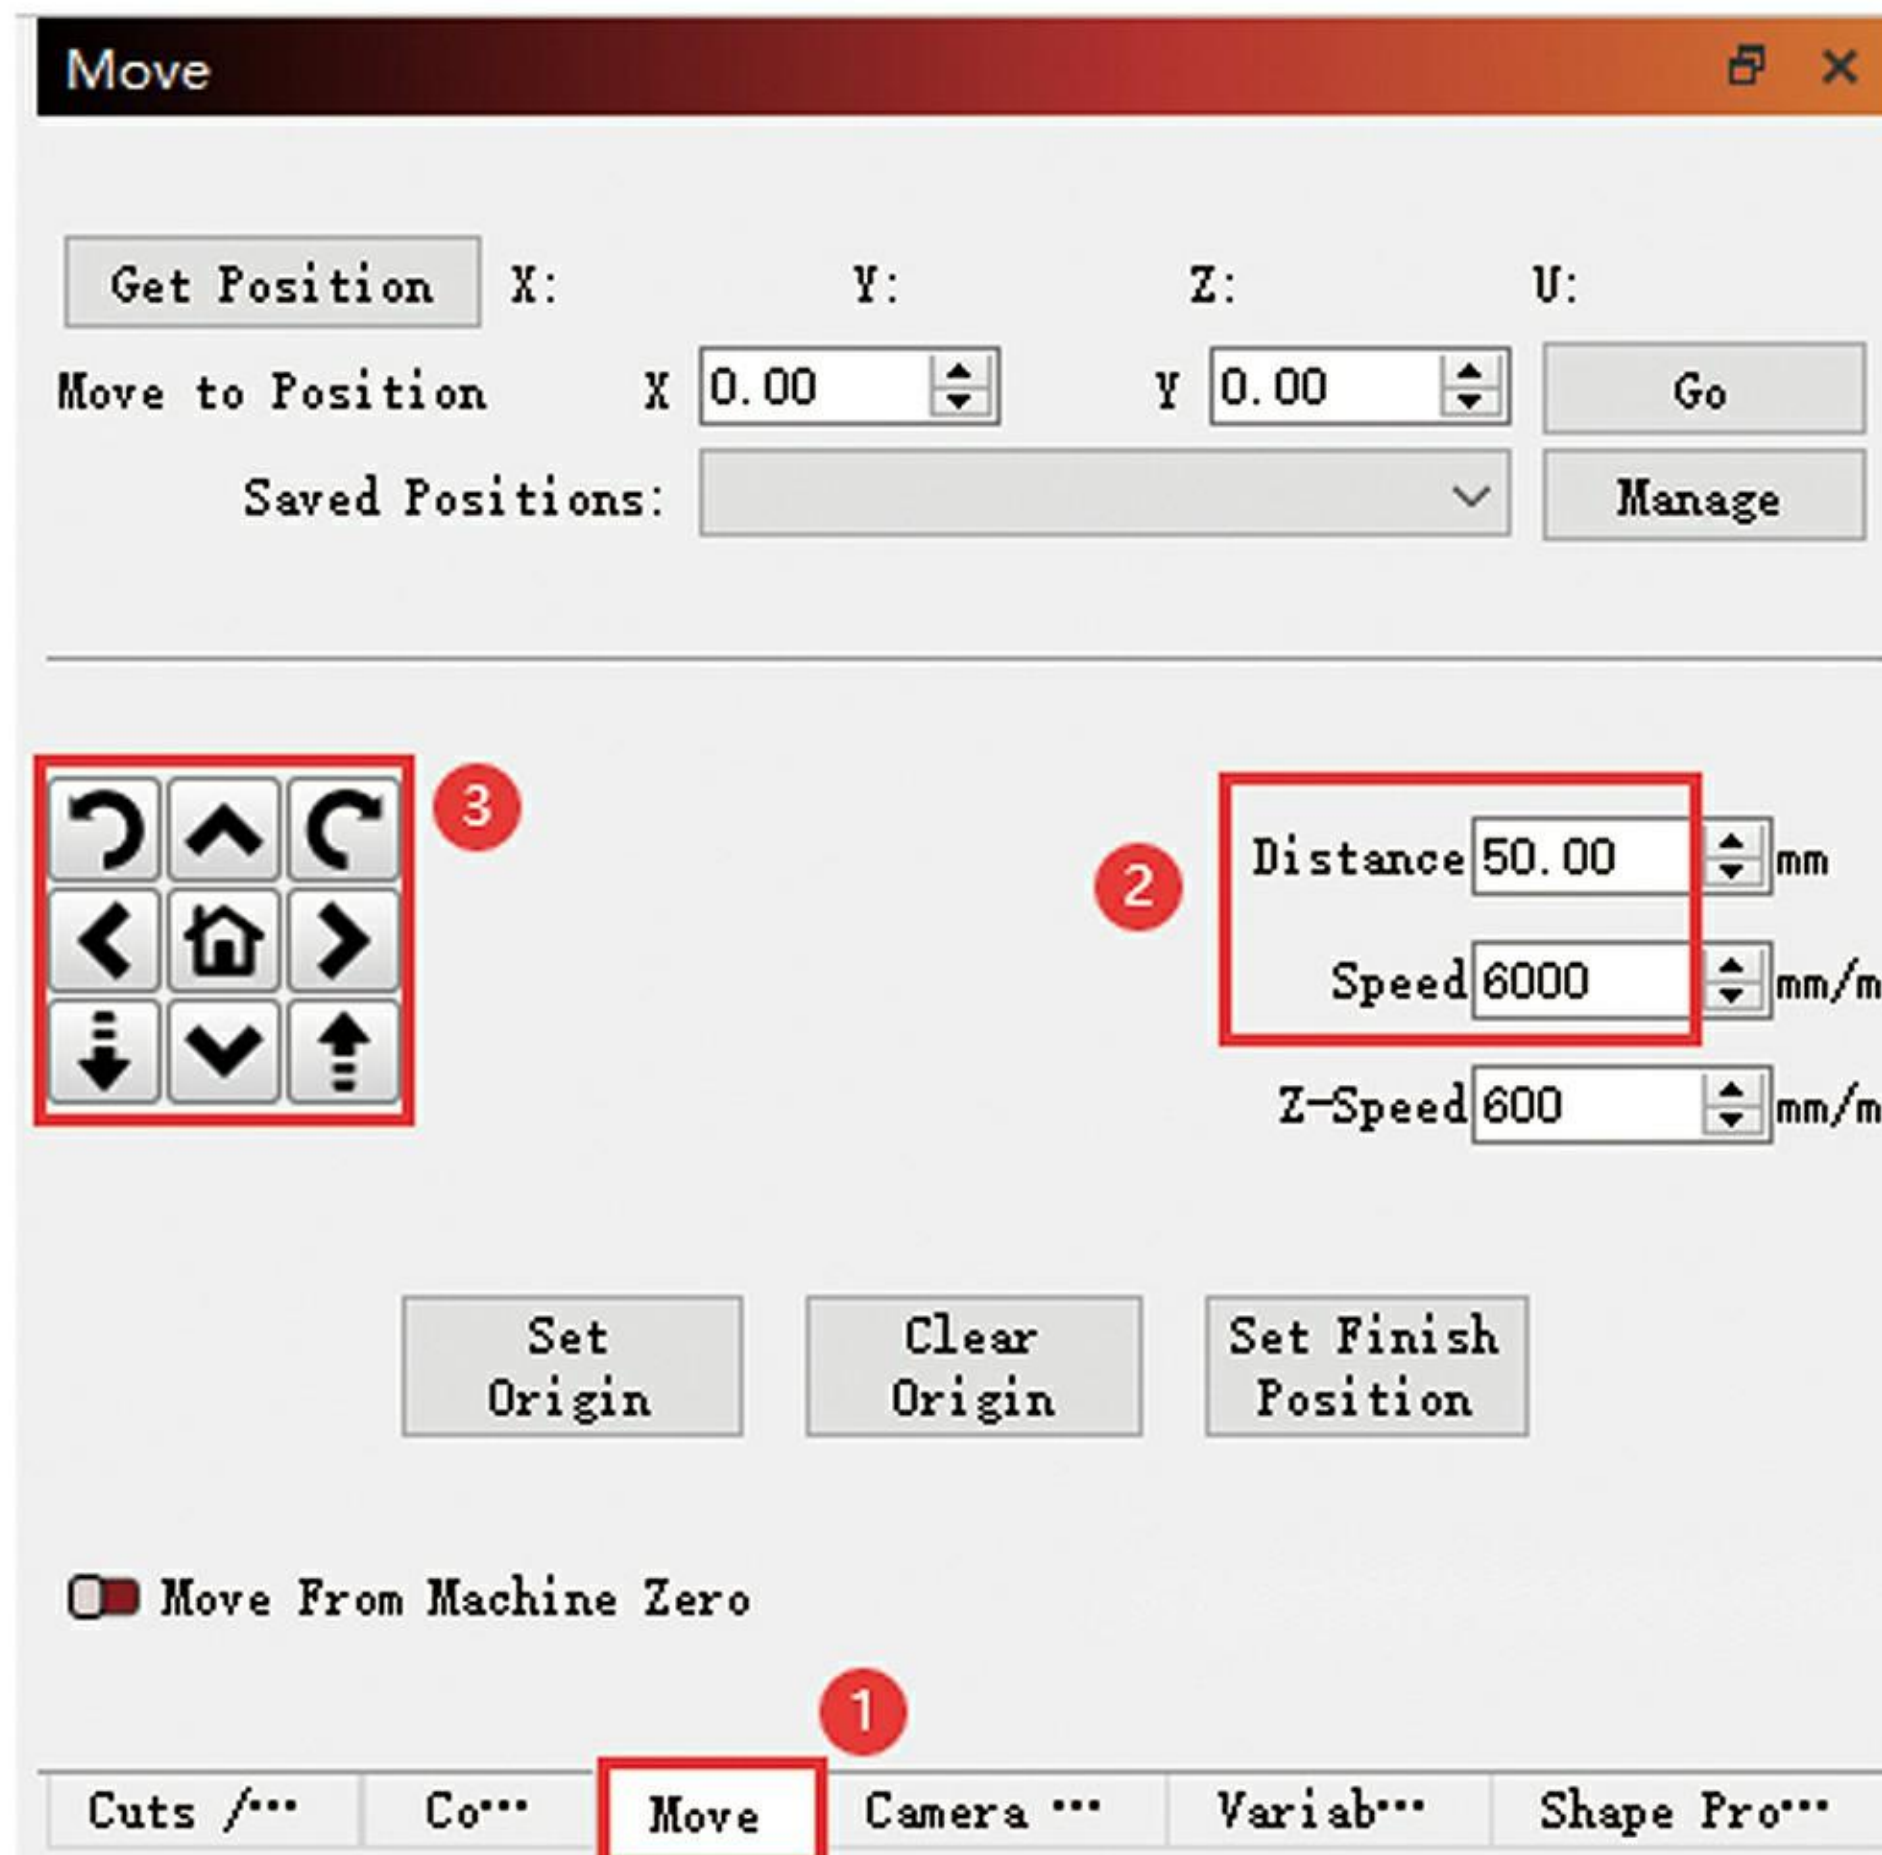 Move
Get Position X: Y: Z: U:
Move to Position X 0.00 Y 0.00 Go
Saved Positions: Manage
3
Distance 50.00 mm
2
Speed 6000 mm/m
Z-Speed 600 mm/m
Set Origin
Clear Origin
Set Finish Position
Move From Machine Zero
1
Cuts /··· Co··· Move Camera ··· Variab··· Shape Pro···